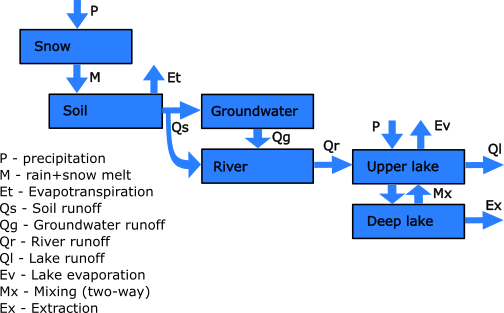 P
Snow
M
Et
Soil
Qs
Groundwater
Qg
River
Qr
P
Ev
Upper lake
Ql
Mx
Deep lake
Ex
P - precipitation
M - rain+snow melt
Et - Evapotranspiration
Qs - Soil runoff
Qg - Groundwater runoff
Qr - River runoff
Ql - Lake runoff
Ev - Lake evaporation
Mx - Mixing (two-way)
Ex - Extraction